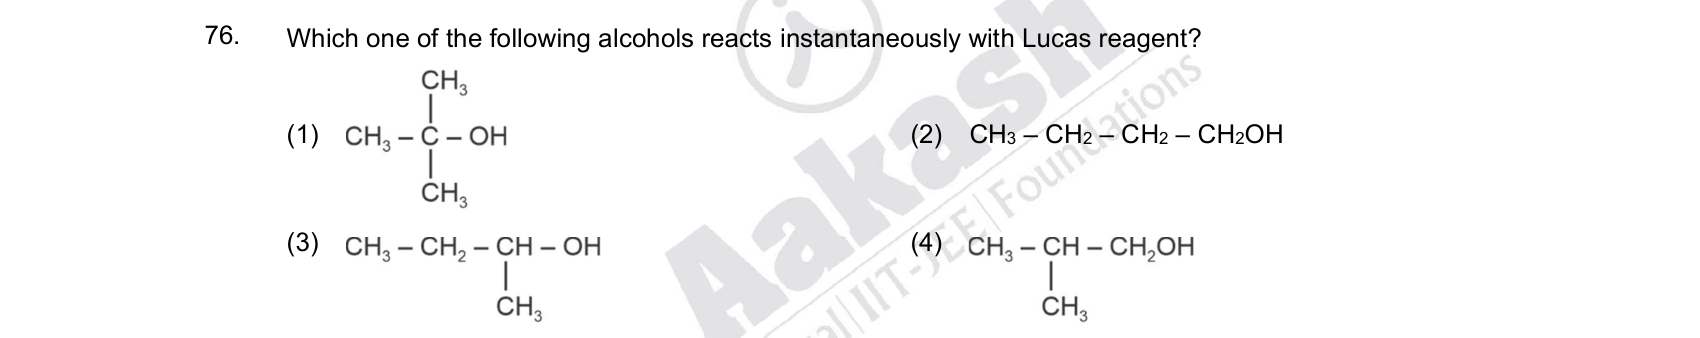 76. Which one of the following alcohols reacts instantaneously with Lucas reagent?
CH₃
|
(1) CH₃ – C – OH
|
CH₃
(2) CH₃ – CH₂ – CH₂ – CH₂OH
(3) CH₃ – CH₂ – CH – OH
|
CH₃
(4) CH₃ – CH – CH₂OH
|
CH₃
Aakash
IIT-JEE|Foundations